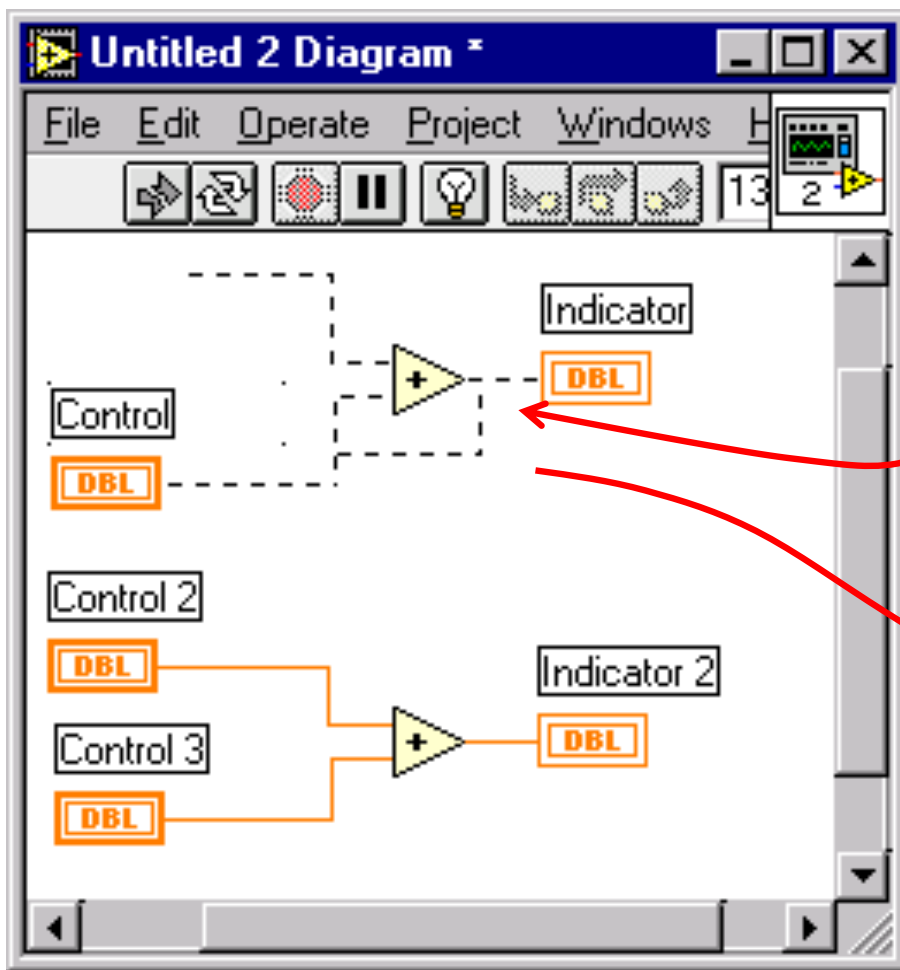 Untitled 2 Diagram *
File Edit Operate Project Windows H
13
2
Indicator
+
DBL
Control
DBL
Control 2
DBL
Indicator 2
+
DBL
Control 3
DBL